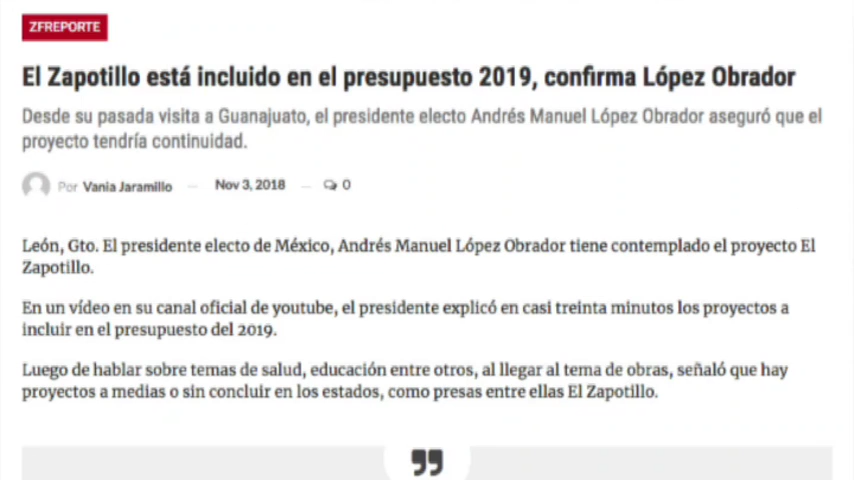 ZFREPORTE
El Zapotillo está incluido en el presupuesto 2019, confirma López Obrador
Desde su pasada visita a Guanajuato, el presidente electo Andrés Manuel López Obrador aseguró que el
proyecto tendría continuidad.
Por Vania Jaramillo — Nov 3, 2018 — 0
León, Gto. El presidente electo de México, Andrés Manuel López Obrador tiene contemplado el proyecto El
Zapotillo.
En un vídeo en su canal oficial de youtube, el presidente explicó en casi treinta minutos los proyectos a
incluir en el presupuesto del 2019.
Luego de hablar sobre temas de salud, educación entre otros, al llegar al tema de obras, señaló que hay
proyectos a medias o sin concluir en los estados, como presas entre ellas El Zapotillo.
”